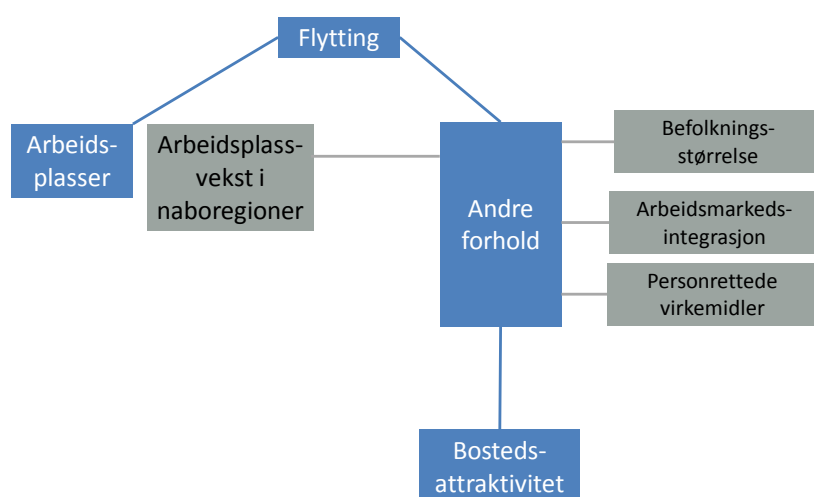 Flytting
Arbeids-
plasser
Arbeidsplass-
vekst i
naboregioner
Andre
forhold
Befolknings-
størrelse
Arbeidsmarkeds-
integrasjon
Personrettede
virkemidler
Bosteds-
attraktivitet